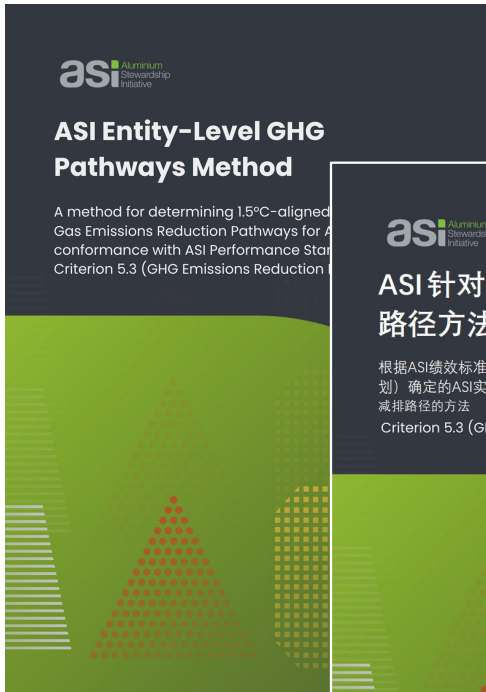 asi Aluminium
Stewardship
Initiative
ASI Entity-Level GHG
Pathways Method
A method for determining 1.5°C-aligned
Gas Emissions Reduction Pathways for
conformance with ASI Performance
Criterion 5.3 (GHG Emissions Reduction
asi Aluminium
Initiative
ASI 针对
路径方法
根据ASI绩效标准
划）确定的ASI实
减排路径的方法
Criterion 5.3